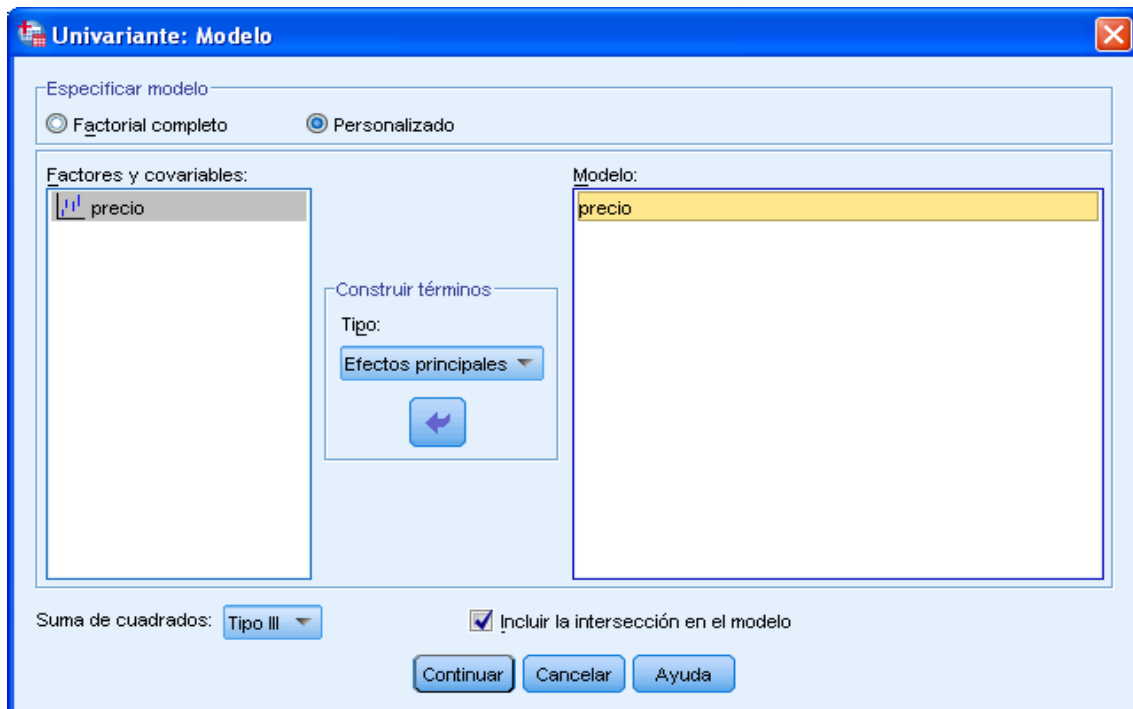 Univariante: Modelo
Especificar modelo
Factorial completo
Personalizado
Factores y covariables:
precio
Construir términos
Tipo:
Efectos principales
Modelo:
precio
Suma de cuadrados:
Tipo III
Incluir la intersección en el modelo
Continuar
Cancelar
Ayuda